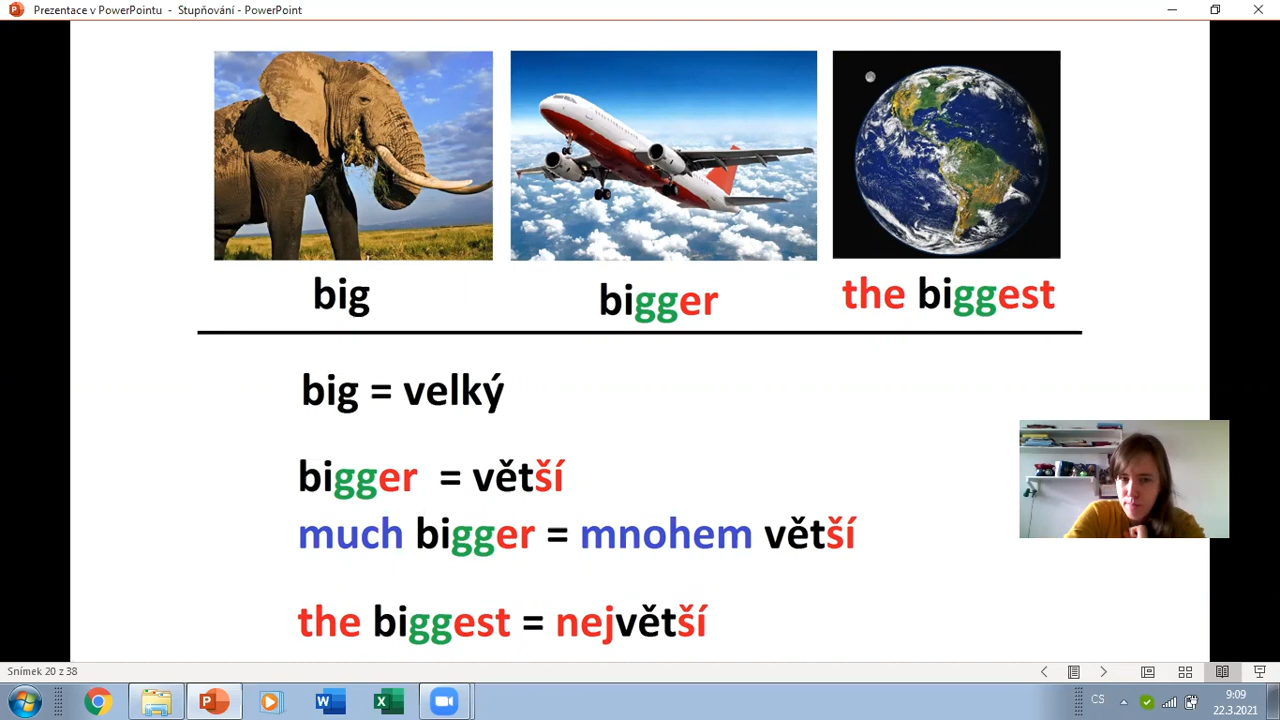 Prezentace v PowerPointu - Stupňování - PowerPoint
big
bigger
the biggest
big = velký
bigger = větší
much bigger = mnohem větší
the biggest = největší
Snímek 20 z 38
CS
9:09
22.3.2021